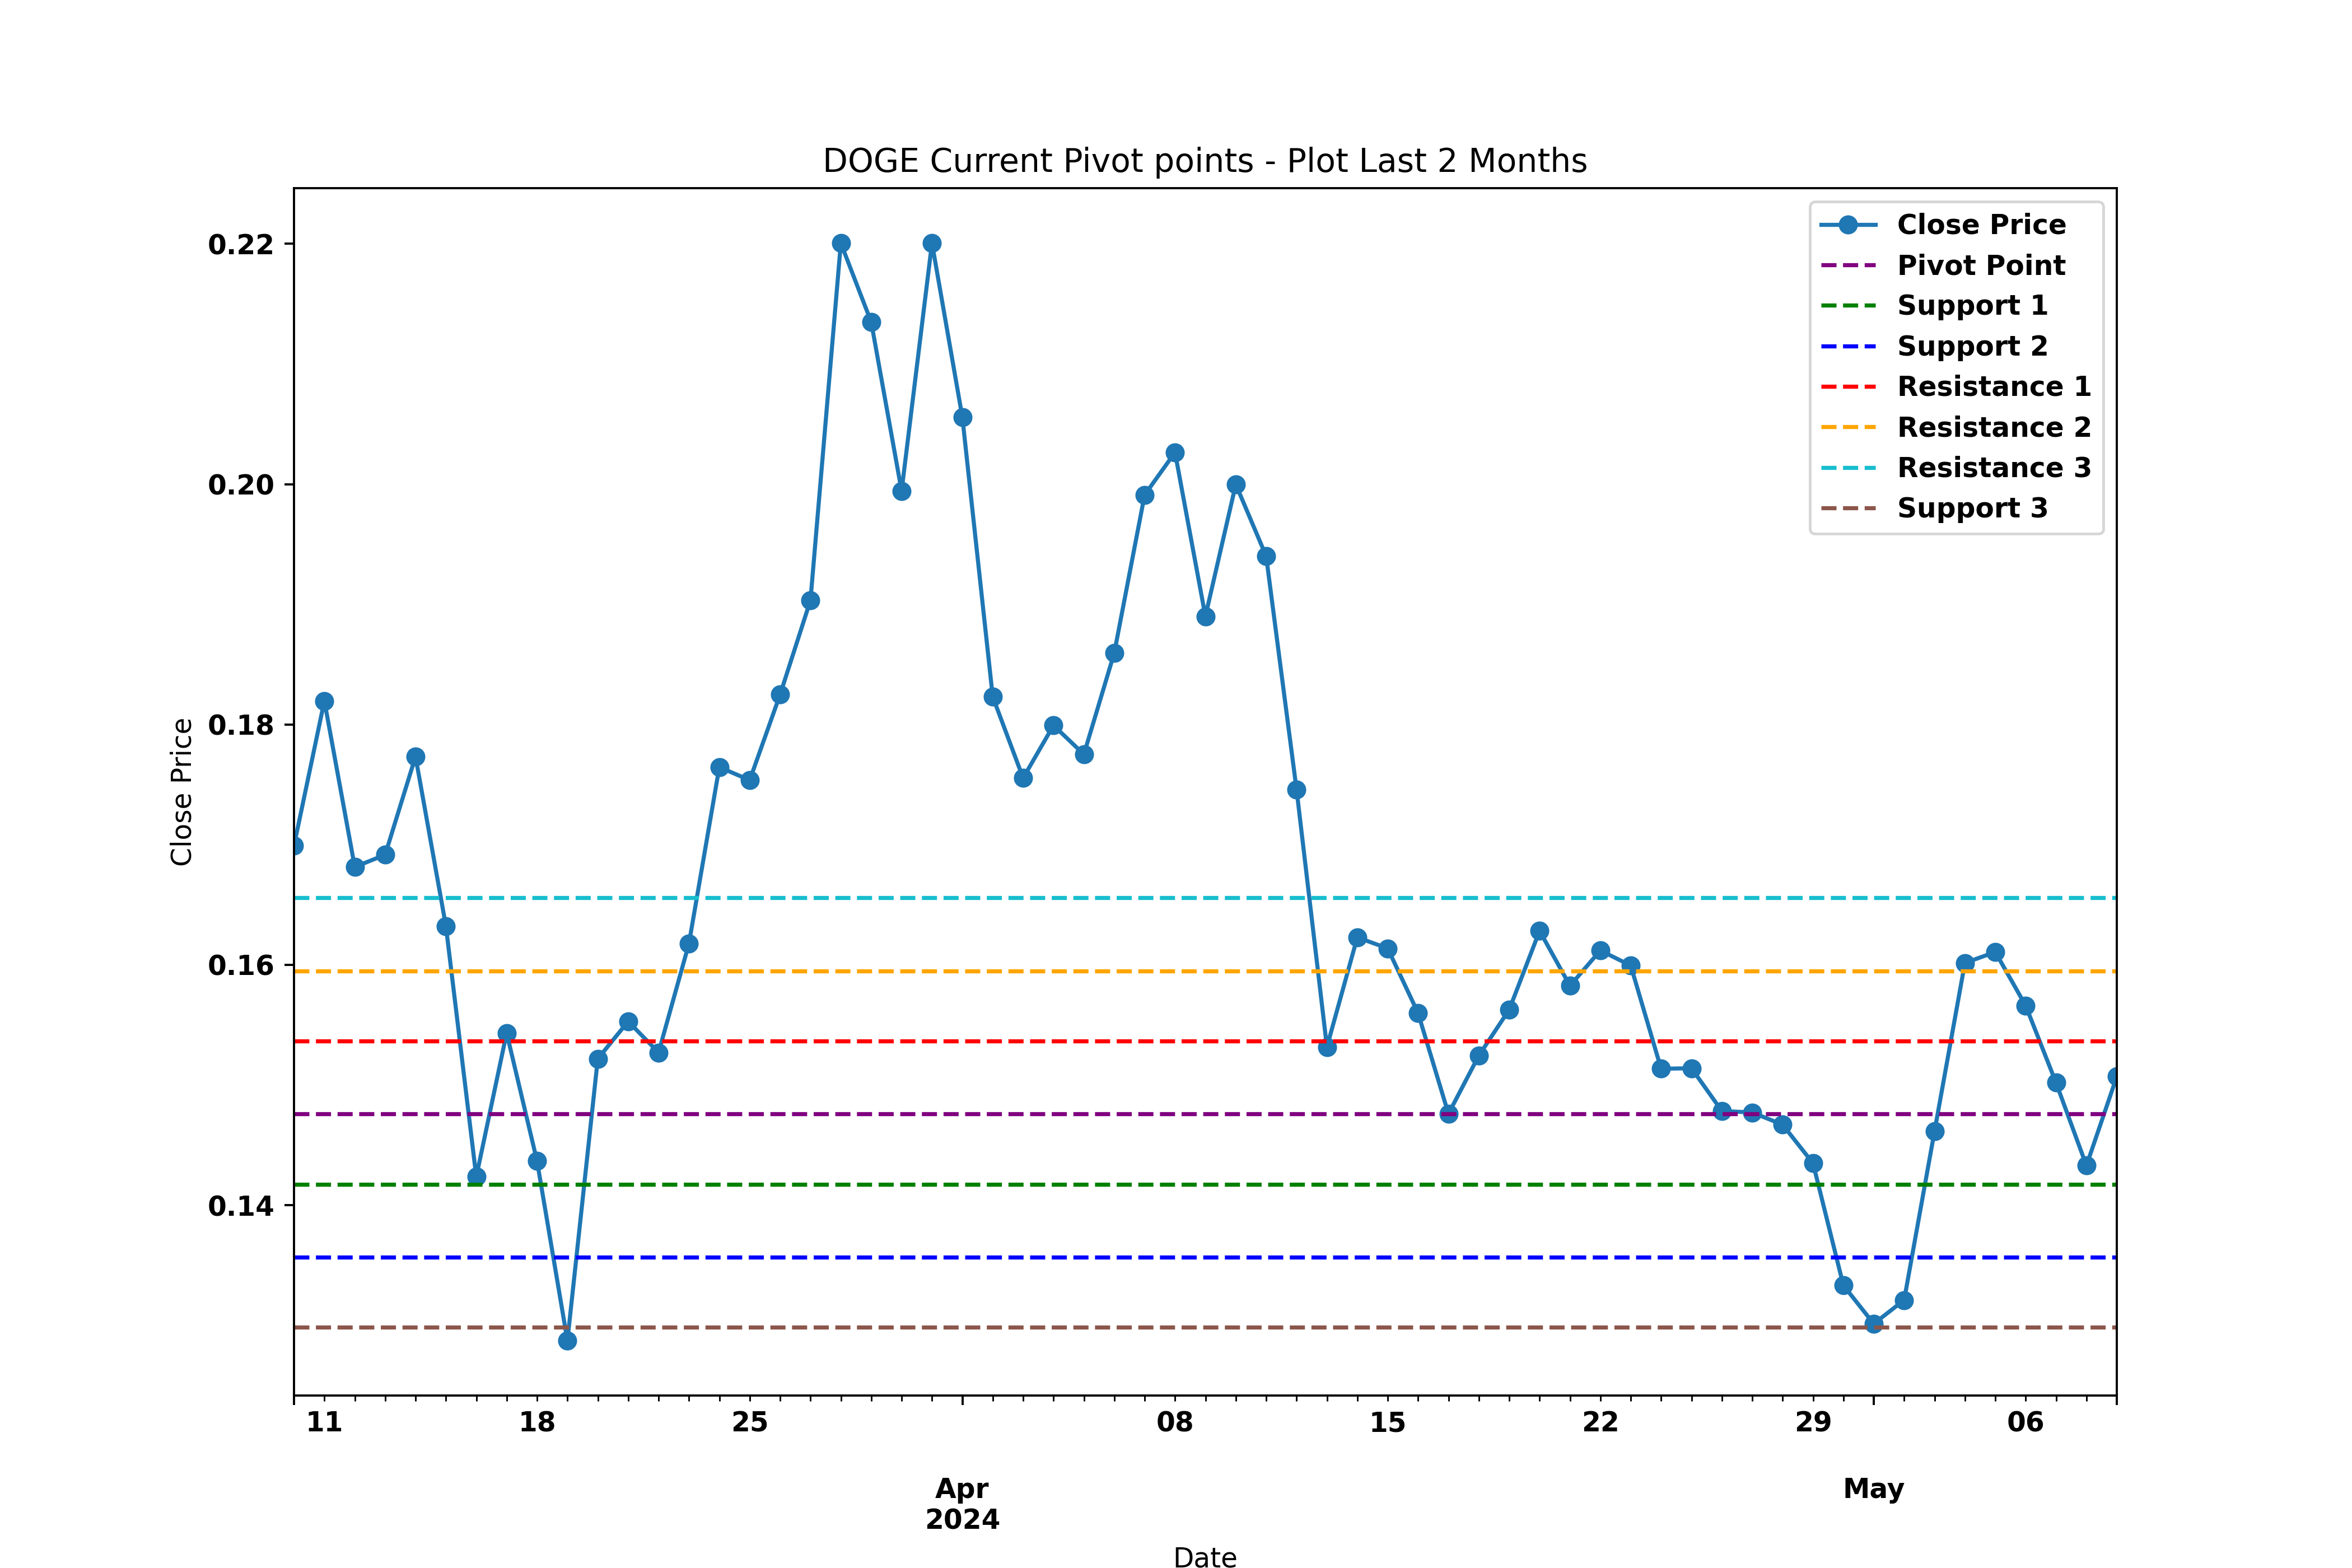 DOGE Current Pivot points - Plot Last 2 Months
Close Price
Pivot Point
Support 1
Support 2
Resistance 1
Resistance 2
Resistance 3
Support 3
0.22
0.20
0.18
0.16
0.14
Close Price
11 18 25 08 15 22 29 06
Apr May
2024
Date